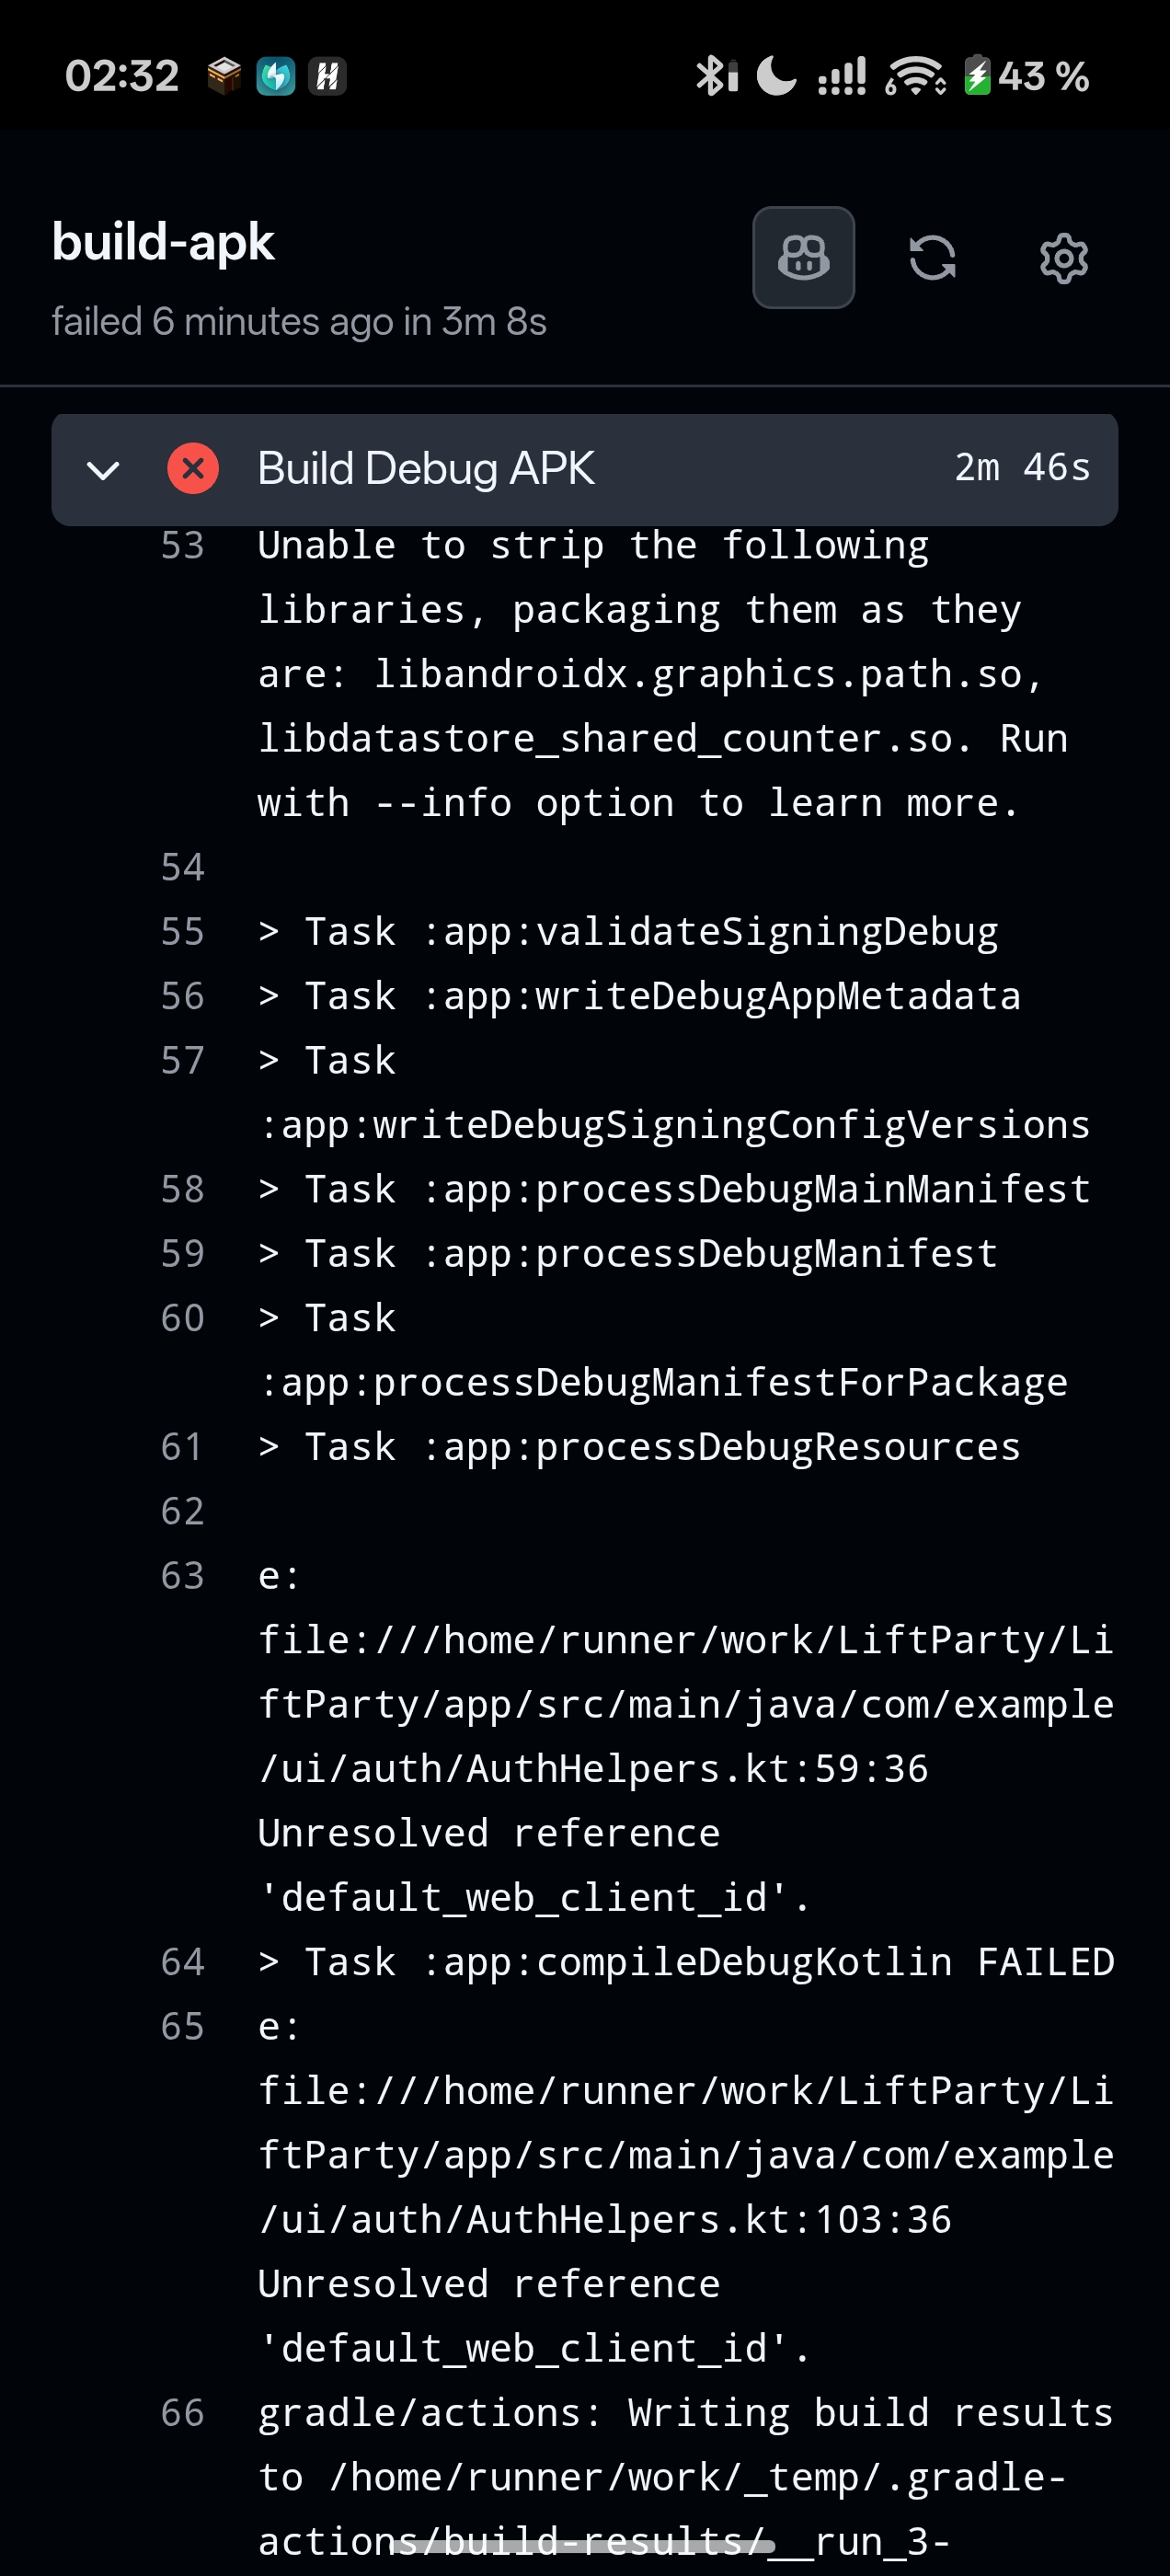 02:32
43 %
build-apk
failed 6 minutes ago in 3m 8s
Build Debug APK 2m 46s
53 Unable to strip the following
libraries, packaging them as they
are: libandroidx.graphics.path.so,
libdatastore_shared_counter.so. Run
with --info option to learn more.
54
55 > Task :app:validateSigningDebug
56 > Task :app:writeDebugAppMetadata
57 > Task
:app:writeDebugSigningConfigVersions
58 > Task :app:processDebugMainManifest
59 > Task :app:processDebugManifest
60 > Task
:app:processDebugManifestForPackage
61 > Task :app:processDebugResources
62
63 e:
file:///home/runner/work/LiftParty/Li
ftParty/app/src/main/java/com/example
/ui/auth/AuthHelpers.kt:59:36
Unresolved reference
'default_web_client_id'.
64 > Task :app:compileDebugKotlin FAILED
65 e:
file:///home/runner/work/LiftParty/Li
ftParty/app/src/main/java/com/example
/ui/auth/AuthHelpers.kt:103:36
Unresolved reference
'default_web_client_id'.
66 gradle/actions: Writing build results
to /home/runner/work/_temp/.gradle-
actions/build-results/__run_3-